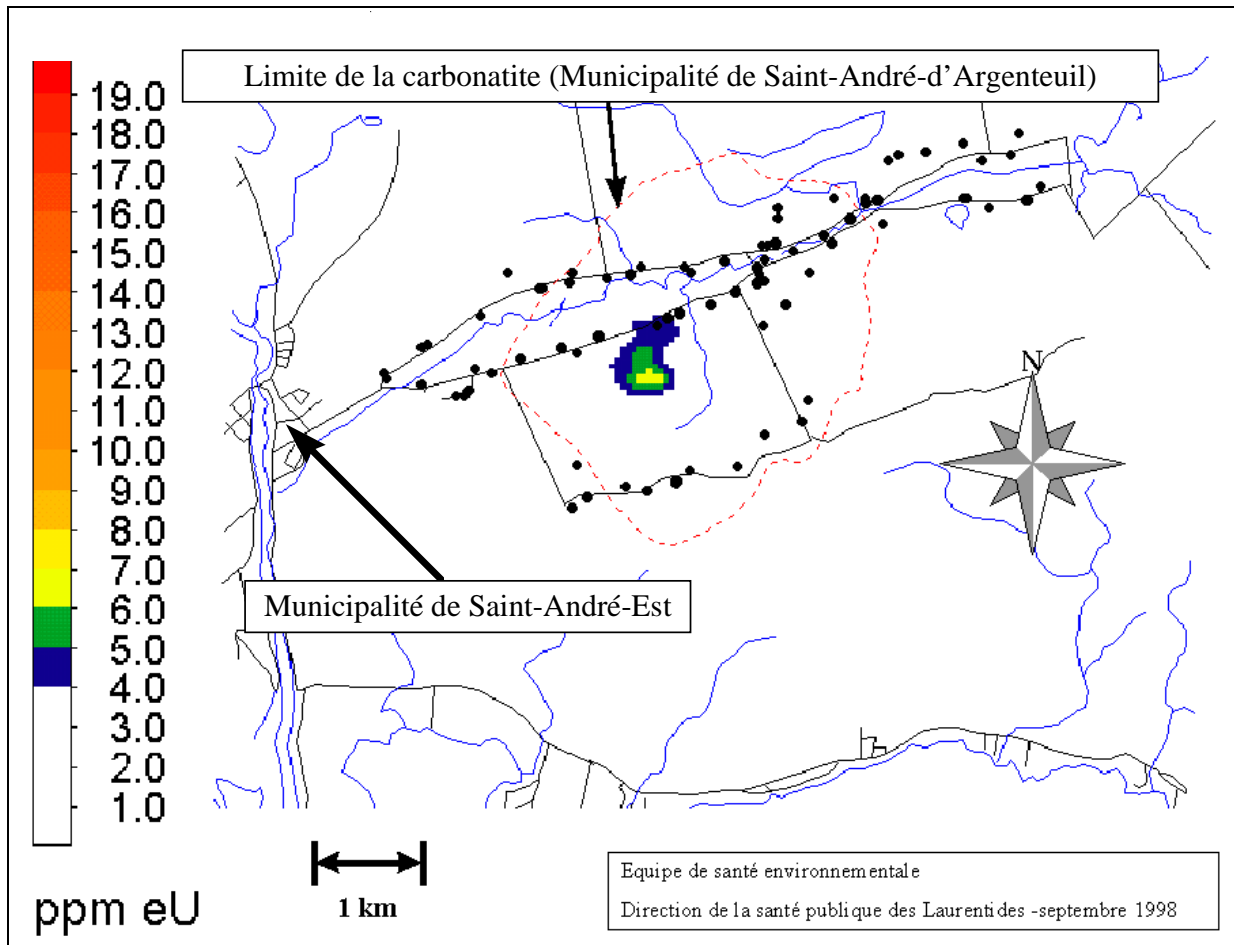 Limite de la carbonatite (Municipalité de Saint-André-d'Argenteuil)
19.0
18.0
17.0
16.0
15.0
14.0
13.0
12.0
11.0
10.0
9.0
8.0
7.0
6.0
5.0
4.0
3.0
2.0
1.0
N
Municipalité de Saint-André-Est
ppm eU
1 km
Equipe de santé environnementale
Direction de la santé publique des Laurentides -septembre 1998